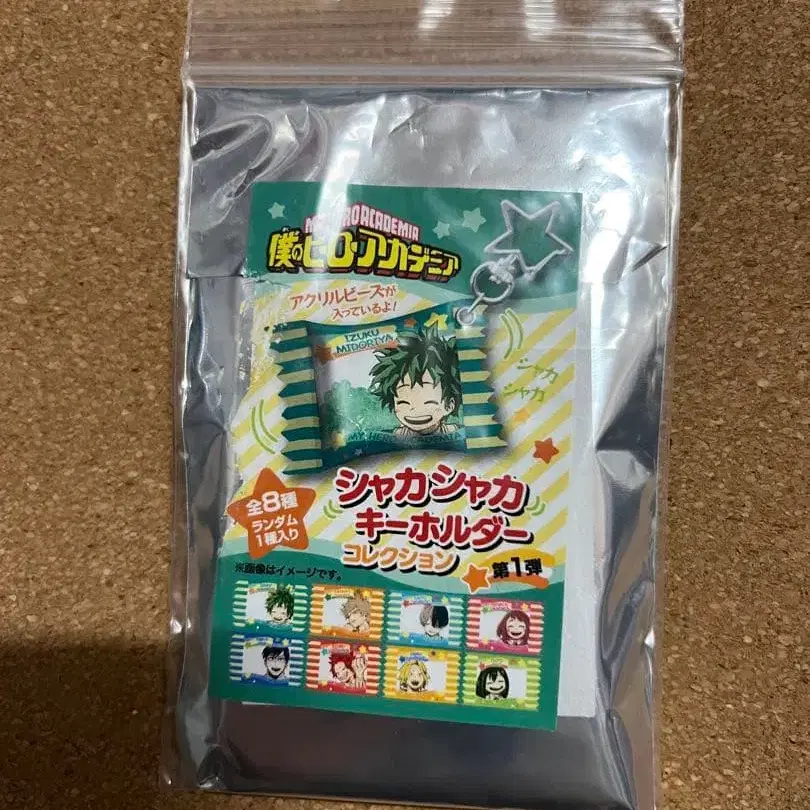 MY HERO ACADEMIA
僕のヒーローアカデミア
アクリルビーズが
入っているよ!
IZUKU
MIDORIYA
MY HERO ACADEMIA
シャカ
シャカ
シャカシャカ
キーホルダー
コレクション
第1弾
全8種
ランダム
1種入り
※画像はイメージです。